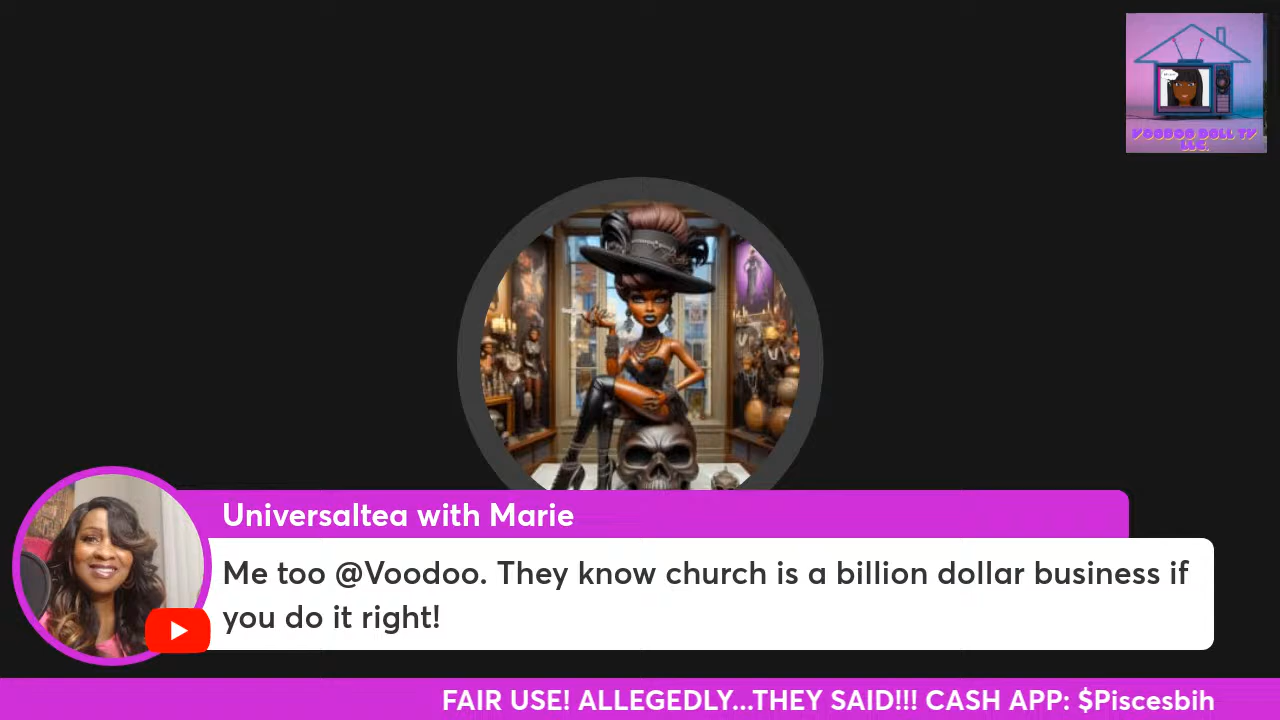 VOODOO DOLL TV
LLC.
Universaltea with Marie
Me too @Voodoo. They know church is a billion dollar business if
you do it right!
FAIR USE! ALLEGEDLY...THEY SAID!!! CASH APP: $Piscesbih